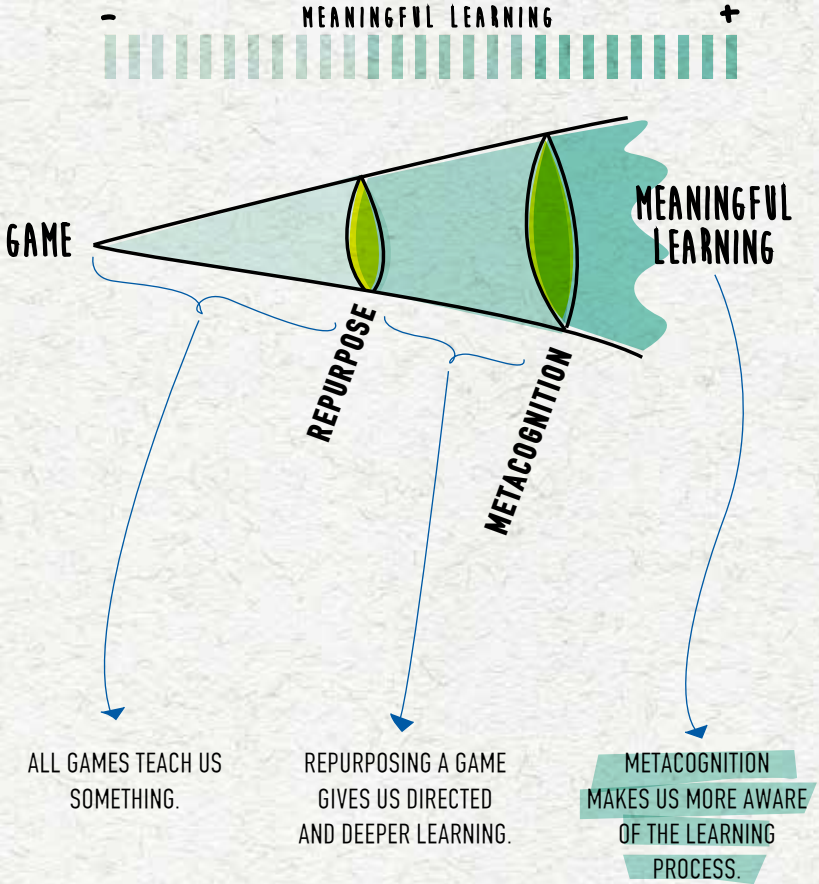 - MEANINGFUL LEARNING +
GAME
MEANINGFUL
LEARNING
REPURPOSE
METACOGNITION
ALL GAMES TEACH US
SOMETHING.
REPURPOSING A GAME
GIVES US DIRECTED
AND DEEPER LEARNING.
METACOGNITION
MAKES US MORE AWARE
OF THE LEARNING
PROCESS.